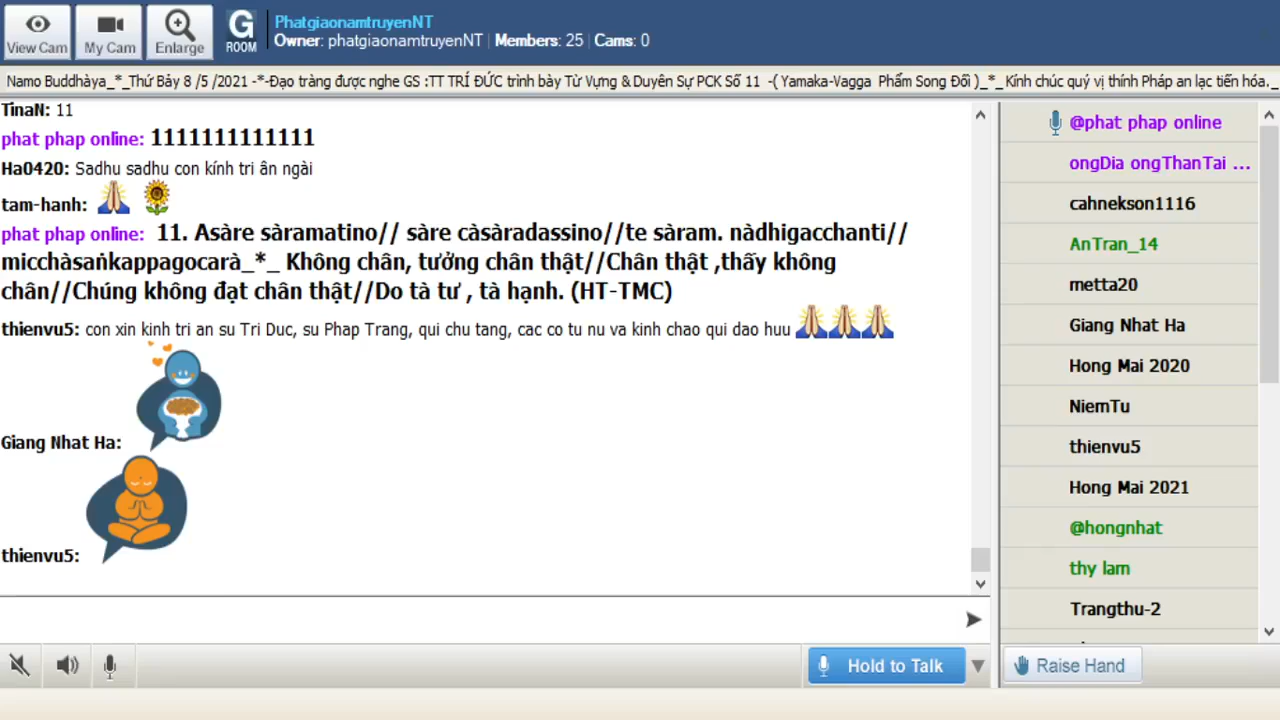 View Cam
My Cam
Enlarge
G
ROOM
PhatgiaonamtruyenNT
Owner: phatgiaonamtruyenNT | Members: 25 | Cams: 0
Namo Buddhàya_*_Thứ Bảy 8 /5 /2021 -*-Đạo tràng được nghe GS :TT TRÍ ĐỨC trình bày Từ Vựng & Duyên Sự PCK Số 11 -( Yamaka-Vagga Phẩm Song Đối )_*_ Kính chúc quý vị thính Pháp an lạc tiến hóa._
TinaN: 11
phat phap online: 1111111111111
Ha0420: Sadhu sadhu con kính tri ân ngài
tam-hanh:
phat phap online: 11. Asàre sàramatino// sàre càsàradassino//te sàram. nàdhigacchanti//
micchàsaṅkappagocarà_*_ Không chân, tưởng chân thật//Chân thật ,thấy không
chân//Chúng không đạt chân thật//Do tà tư , tà hạnh. (HT-TMC)
thienvu5: con xin kinh tri an su Tri Duc, su Phap Trang, qui chu tang, cac co tu nu va kinh chao qui dao huu
Giang Nhat Ha:
thienvu5:
Hold to Talk
@phat phap online
ongDia ongThanTai ...
cahnekson1116
AnTran_14
metta20
Giang Nhat Ha
Hong Mai 2020
NiemTu
thienvu5
Hong Mai 2021
@hongnhat
thy lam
Trangthu-2
Raise Hand